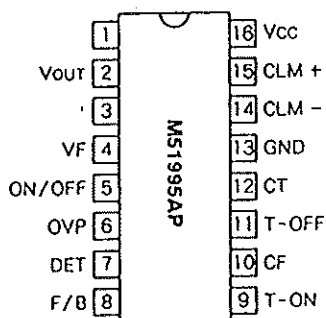 1
16 Vcc
VOUT 2
15 CLM +
3
14 CLM -
VF 4
13 GND
ON/OFF 5
12 CT
OVP 6
11 T-OFF
DET 7
10 CF
F/B 8
9 T-ON
M51995AP